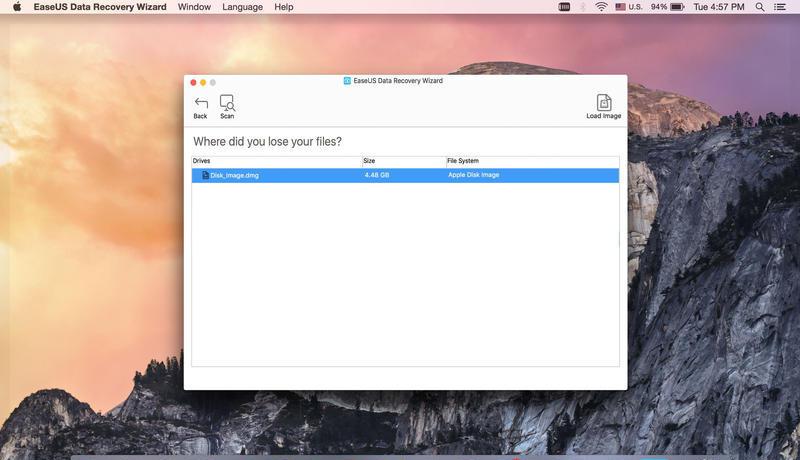 EaseUS Data Recovery Wizard Window Language Help U.S. 94% Tue 4:57 PM
EaseUS Data Recovery Wizard
Back Scan Load Image
Where did you lose your files?
Drives Size File System
Disk_Image.dmg 4.48 GB Apple Disk Image